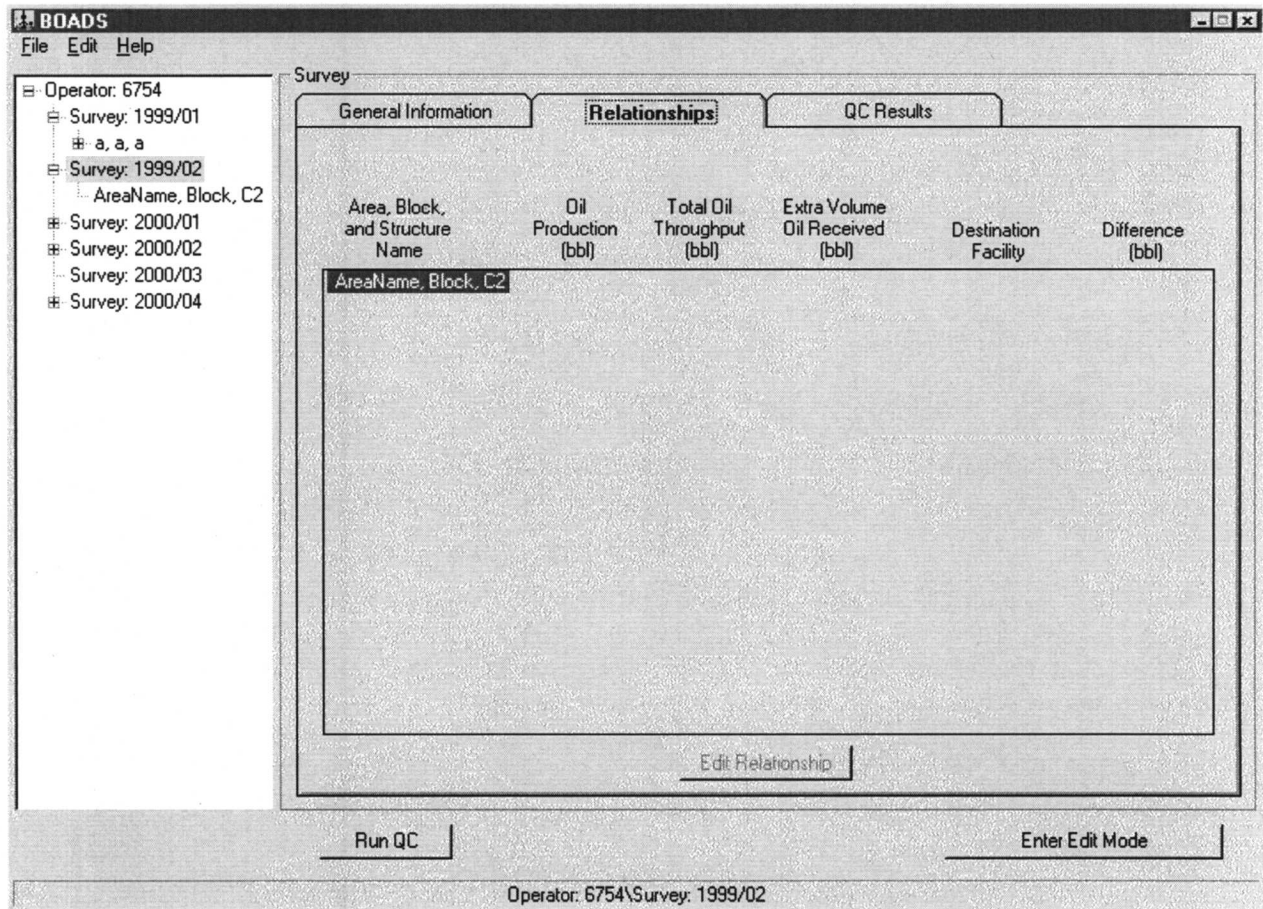 BOADS
File Edit Help
Operator: 6754
Survey: 1999/01
a, a, a
Survey: 1999/02
AreaName, Block, C2
Survey: 2000/01
Survey: 2000/02
Survey: 2000/03
Survey: 2000/04
Survey
General Information Relationships QC Results
Area, Block, Oil Total Oil Extra Volume
and Structure Production Throughput Oil Received Destination Difference
Name (bbl) (bbl) (bbl) Facility (bbl)
AreaName, Block, C2
Edit Relationship
Run QC Enter Edit Mode
Operator: 6754\Survey: 1999/02